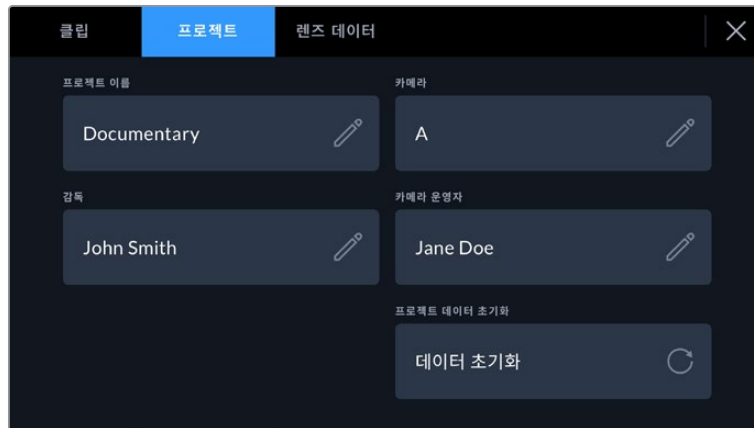 클립 프로젝트 렌즈 데이터
프로젝트 이름 카메라
Documentary A
감독 카메라 운영자
John Smith Jane Doe
프로젝트 데이터 초기화
데이터 초기화